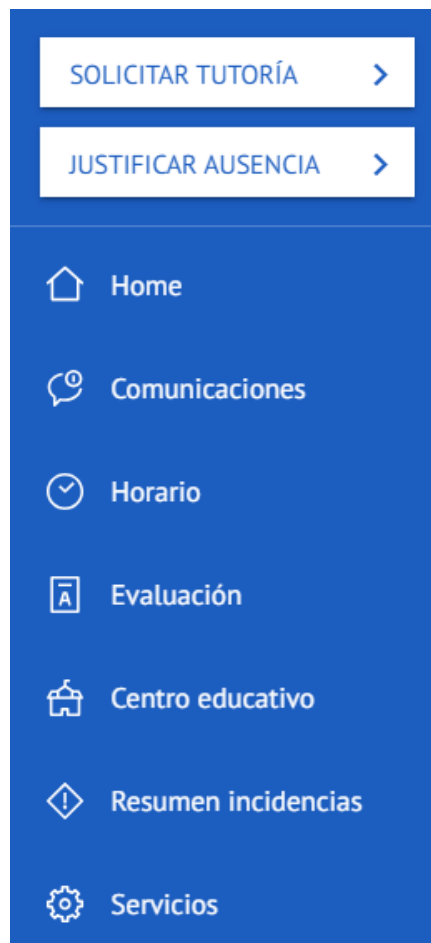 SOLICITAR TUTORÍA
JUSTIFICAR AUSENCIA
Home
Comunicaciones
Horario
A
Evaluación
Centro educativo
Resumen incidencias
Servicios